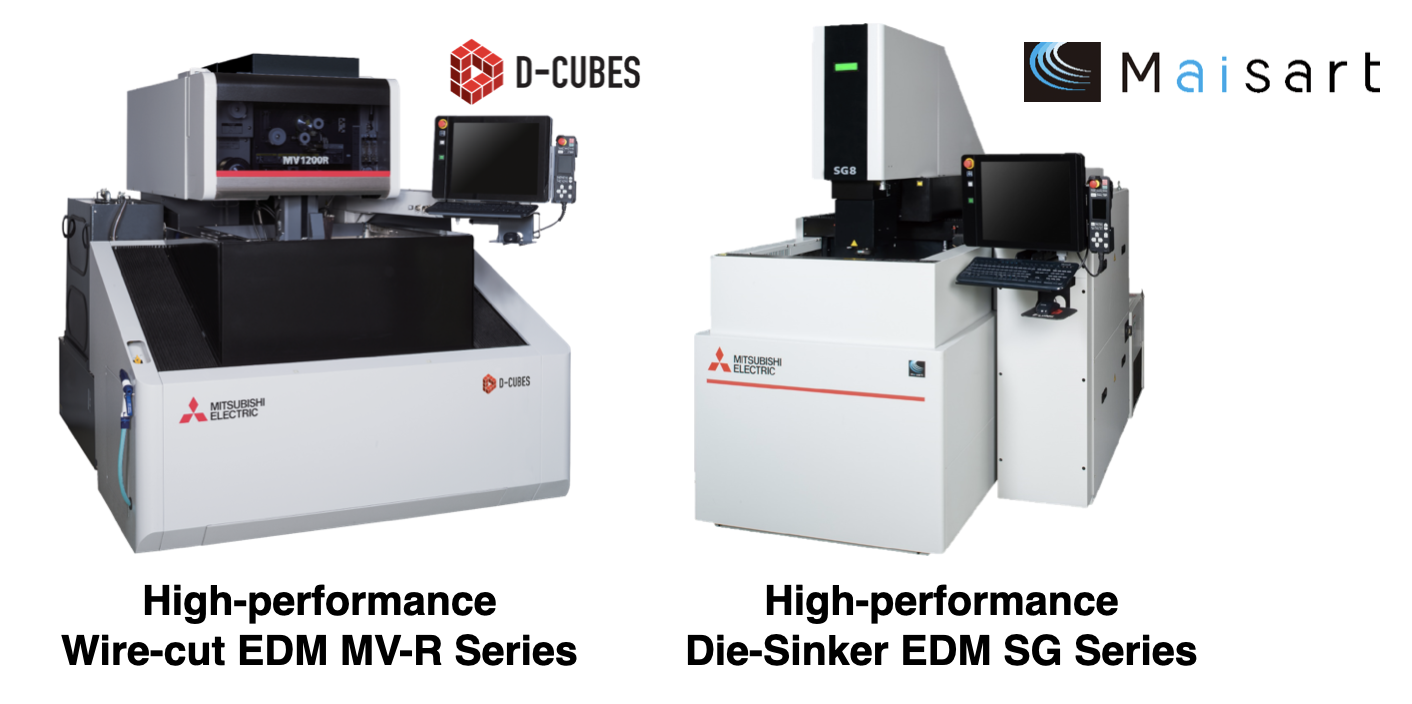 D-CUBES
Maisart
MV1200R
SG8
MITSUBISHI
ELECTRIC
D-CUBES
MITSUBISHI
ELECTRIC
High-performance
Wire-cut EDM MV-R Series
High-performance
Die-Sinker EDM SG Series